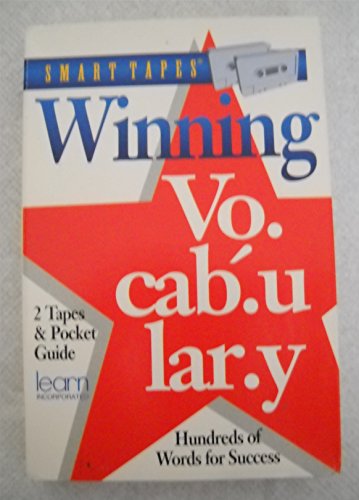 SMART TAPES®
Winning
Vo.
cab´.u
lar.y
2 Tapes
& Pocket
Guide
learn
INCORPORATED
Hundreds of
Words for Success